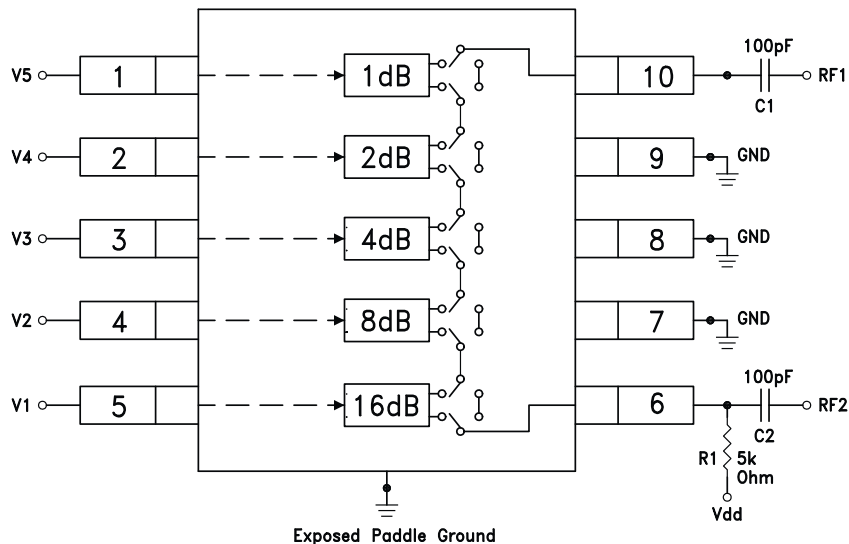 100pF
V5 1 1dB 10 RF1
C1
V4 2 2dB 9 GND
V3 3 4dB 8 GND
V2 4 8dB 7 GND
100pF
V1 5 16dB 6 RF2
C2
R1 5k
Ohm
Vdd
Exposed Paddle Ground